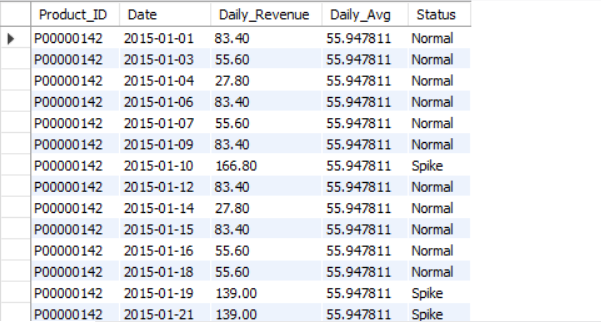 Product_ID Date Daily_Revenue Daily_Avg Status
P00000142 2015-01-01 83.40 55.947811 Normal
P00000142 2015-01-03 55.60 55.947811 Normal
P00000142 2015-01-04 27.80 55.947811 Normal
P00000142 2015-01-06 83.40 55.947811 Normal
P00000142 2015-01-07 55.60 55.947811 Normal
P00000142 2015-01-09 83.40 55.947811 Normal
P00000142 2015-01-10 166.80 55.947811 Spike
P00000142 2015-01-12 83.40 55.947811 Normal
P00000142 2015-01-14 27.80 55.947811 Normal
P00000142 2015-01-15 83.40 55.947811 Normal
P00000142 2015-01-16 55.60 55.947811 Normal
P00000142 2015-01-18 55.60 55.947811 Normal
P00000142 2015-01-19 139.00 55.947811 Spike
P00000142 2015-01-21 139.00 55.947811 Spike